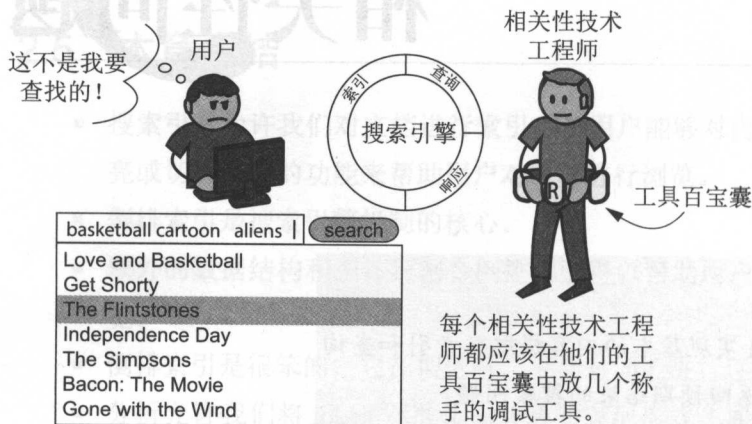 这不是我要
查找的！
用户
索引
查询
搜索引擎
响应
相关性技术
工程师
R
工具百宝囊
basketball cartoon aliens
search
Love and Basketball
Get Shorty
The Flintstones
Independence Day
The Simpsons
Bacon: The Movie
Gone with the Wind
每个相关性技术工程
师都应该在他们的工
具百宝囊中放几个称
手的调试工具。